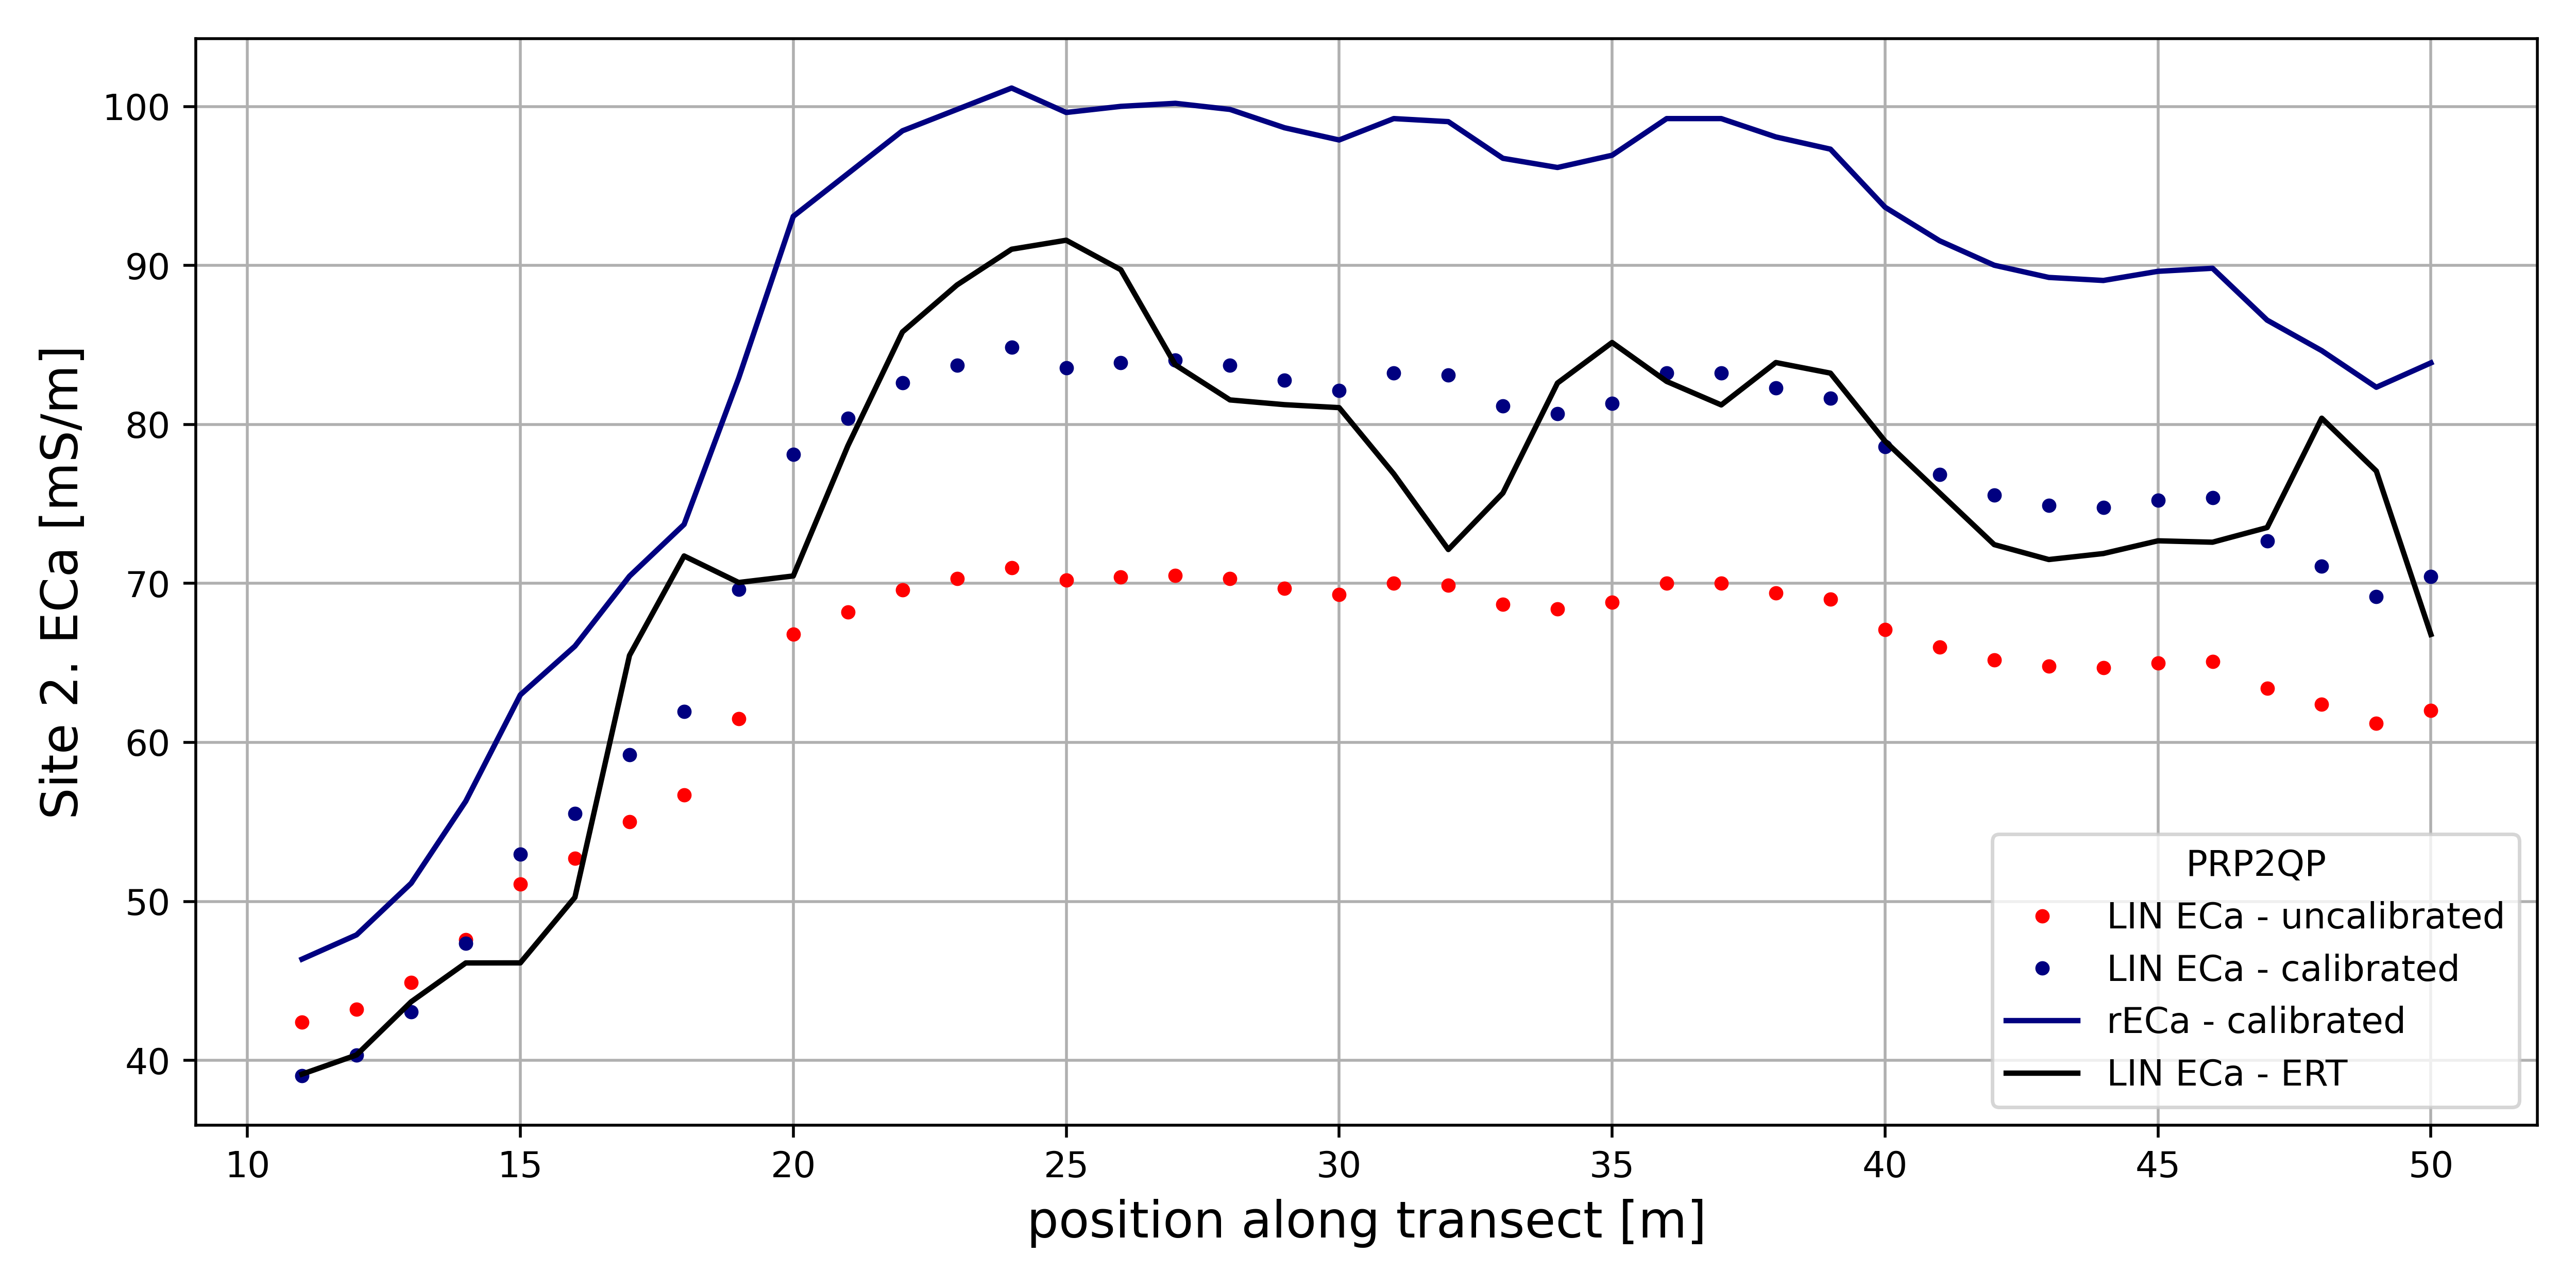 Site 2. ECa [mS/m]
100
90
80
70
60
50
40
10 15 20 25 30 35 40 45 50
position along transect [m]
PRP2QP
LIN ECa - uncalibrated
LIN ECa - calibrated
rECa - calibrated
LIN ECa - ERT